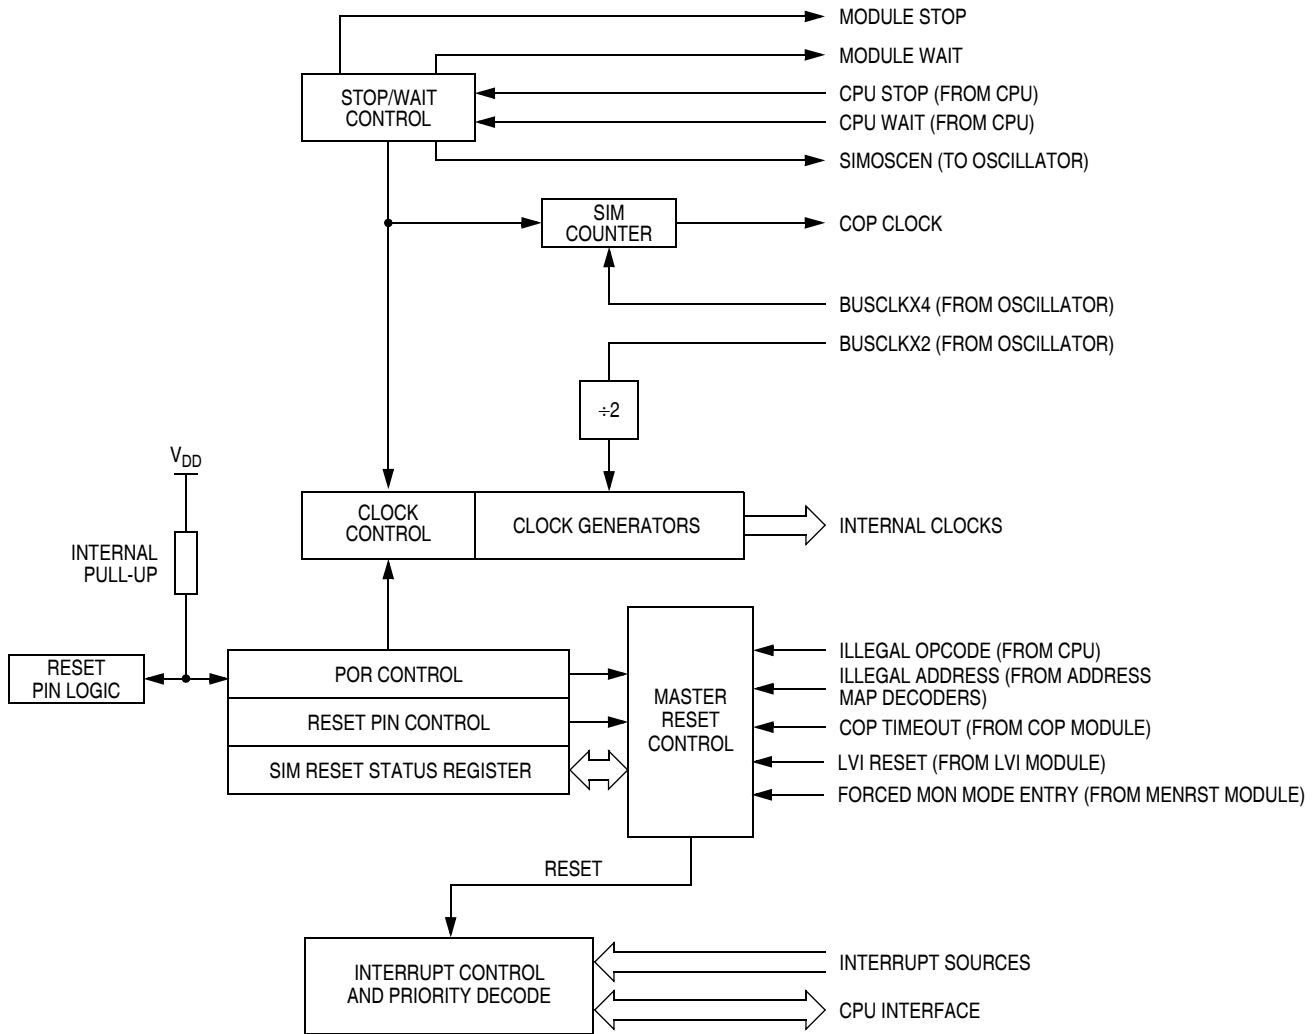 MODULE STOP
MODULE WAIT
STOP/WAIT
CONTROL
CPU STOP (FROM CPU)
CPU WAIT (FROM CPU)
SIMOSCEN (TO OSCILLATOR)
SIM
COUNTER
COP CLOCK
BUSCLKX4 (FROM OSCILLATOR)
BUSCLKX2 (FROM OSCILLATOR)
÷2
VDD
CLOCK
CONTROL
CLOCK GENERATORS
INTERNAL CLOCKS
INTERNAL
PULL-UP
RESET
PIN LOGIC
POR CONTROL
RESET PIN CONTROL
SIM RESET STATUS REGISTER
MASTER
RESET
CONTROL
ILLEGAL OPCODE (FROM CPU)
ILLEGAL ADDRESS (FROM ADDRESS
MAP DECODERS)
COP TIMEOUT (FROM COP MODULE)
LVI RESET (FROM LVI MODULE)
FORCED MON MODE ENTRY (FROM MENRST MODULE)
RESET
INTERRUPT CONTROL
AND PRIORITY DECODE
INTERRUPT SOURCES
CPU INTERFACE